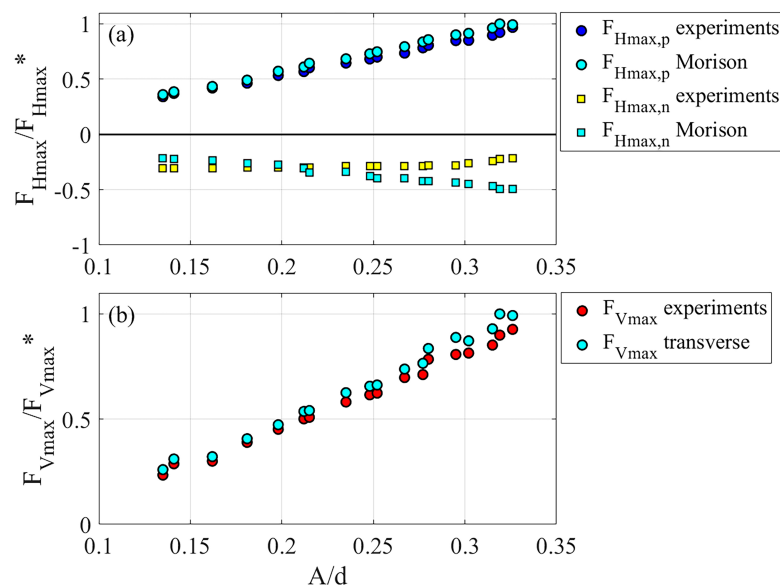 (a)
F_Hmax/F_Hmax*
1
0.5
0
-0.5
-1
0.1 0.15 0.2 0.25 0.3 0.35
F_Hmax,p experiments
F_Hmax,p Morison
F_Hmax,n experiments
F_Hmax,n Morison
(b)
F_Vmax/F_Vmax*
1
0.5
0
0.1 0.15 0.2 0.25 0.3 0.35
A/d
F_Vmax experiments
F_Vmax transverse